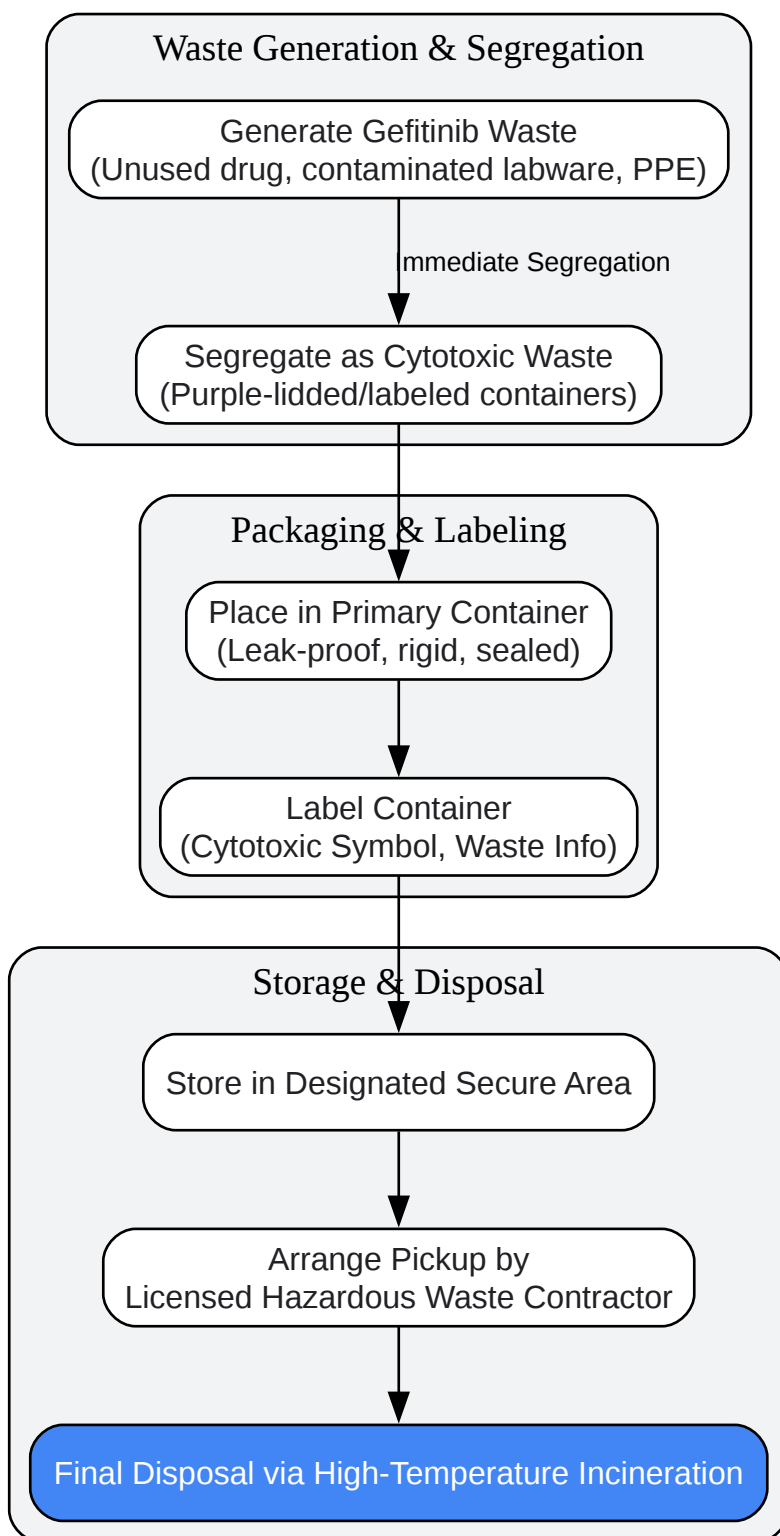 Waste Generation & Segregation
Generate Gefitinib Waste
(Unused drug, contaminated labware, PPE)
Immediate Segregation
Segregate as Cytotoxic Waste
(Purple-lidded/labeled containers)
Packaging & Labeling
Place in Primary Container
(Leak-proof, rigid, sealed)
Label Container
(Cytotoxic Symbol, Waste Info)
Storage & Disposal
Store in Designated Secure Area
Arrange Pickup by
Licensed Hazardous Waste Contractor
Final Disposal via High-Temperature Incineration